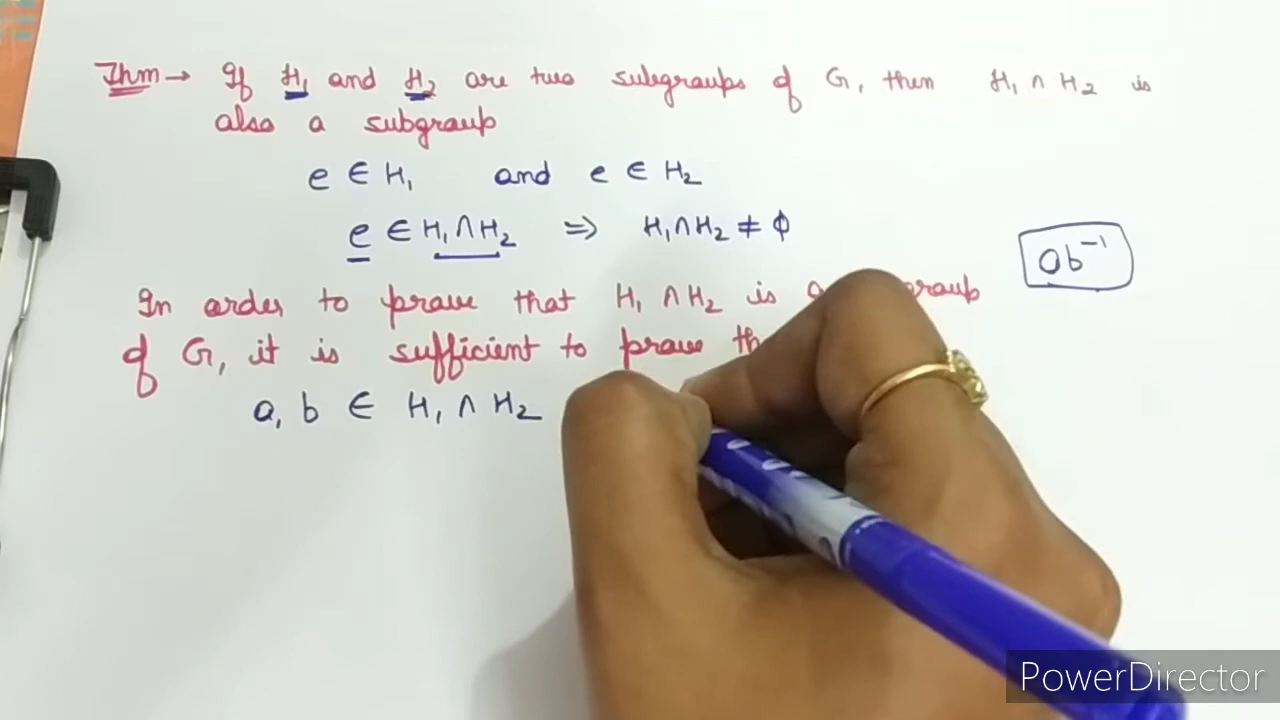 Thm → If H₁ and H₂ are two subgroups of G, then H₁ ∩ H₂ is
also a subgroup
e ∈ H₁ and e ∈ H₂
e ∈ H₁∩H₂ ⇒ H₁∩H₂ ≠ ϕ
ab⁻¹
In order to prove that H₁ ∩ H₂ is
of G, it is sufficient to prove
a, b ∈ H₁ ∩ H₂
PowerDirector